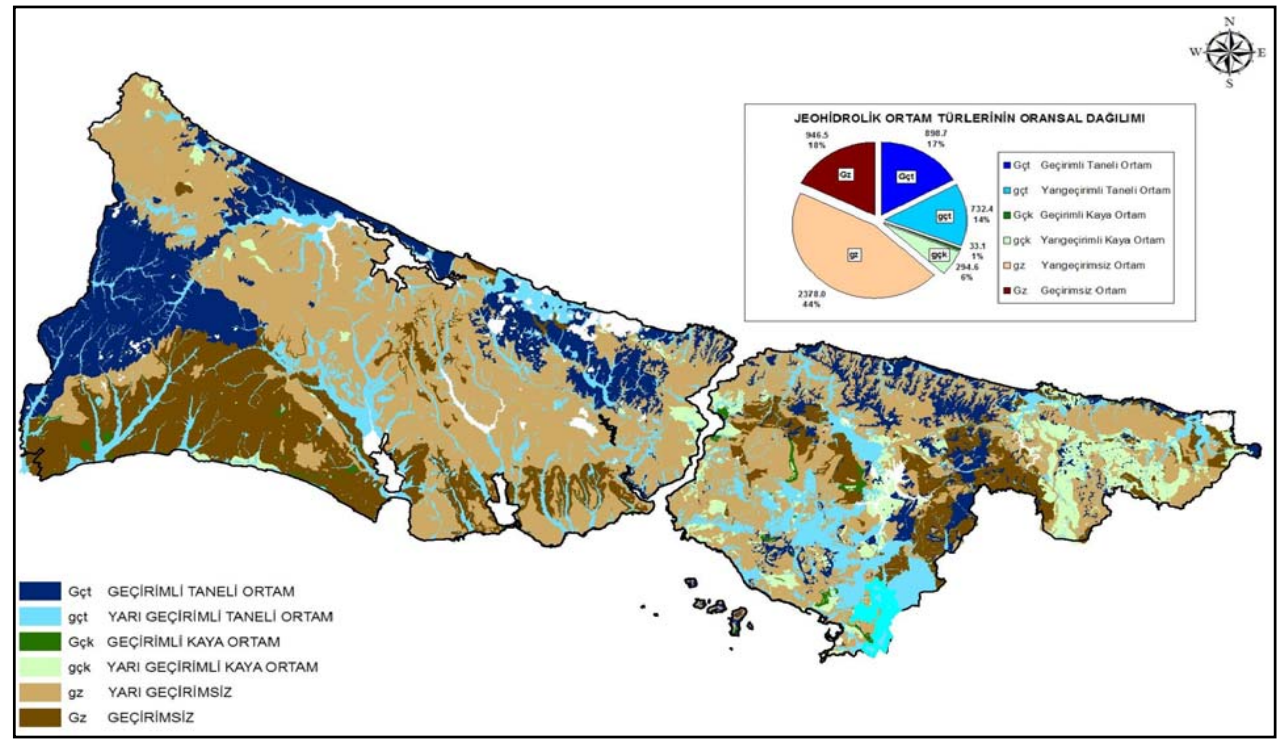 N
W E
S
JEOHİDROLİK ORTAM TÜRLERİNİN ORANSAL DAĞILIMI
946.5
18%
898.7
17%
Gz
Gçt
gçt
732.4
14%
33.1
1%
gçk
294.6
6%
gz
2378.0
44%
Gçt Geçirimli Taneli Ortam
gçt Yarıgeçirimli Taneli Ortam
Gçk Geçirimli Kaya Ortam
gçk Yarıgeçirimli Kaya Ortam
gz Yarıgeçirimsiz Ortam
Gz Geçirimsiz Ortam
Gçt GEÇİRİMLİ TANELİ ORTAM
gçt YARI GEÇİRİMLİ TANELİ ORTAM
Gçk GEÇİRİMLİ KAYA ORTAM
gçk YARI GEÇİRİMLİ KAYA ORTAM
gz YARI GEÇİRİMSİZ
Gz GEÇİRİMSİZ